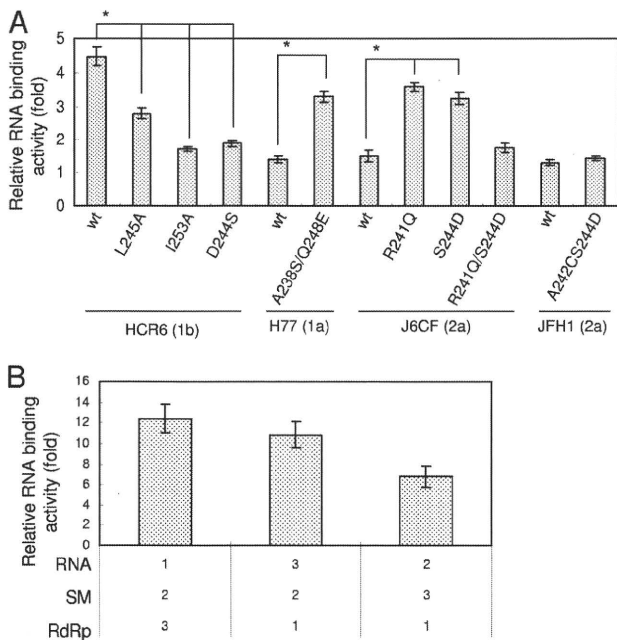 A
Relative RNA binding
activity (fold)
5
4
3
2
1
0
*
*
*
wt
L245A
I253A
D244S
wt
A238S/Q248E
wt
R241Q
S244D
R241Q/S244D
wt
A242CS244D
HCR6 (1b)
H77 (1a)
J6CF (2a)
JFH1 (2a)
B
Relative RNA binding
activity (fold)
16
14
12
10
8
6
4
2
0
RNA 1 3 2
SM 2 2 3
RdRp 3 1 1